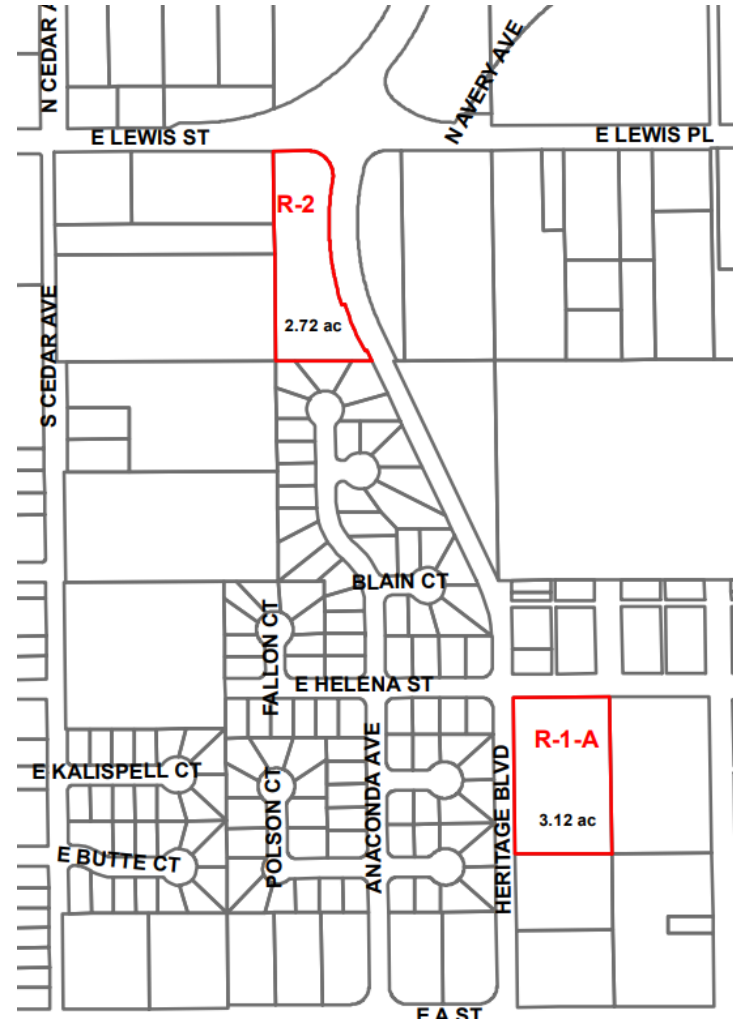 N CEDAR A
N AVERY AVE
E LEWIS ST
E LEWIS PL
R-2
2.72 ac
S CEDAR AVE
BLAIN CT
FALLON CT
E HELENA ST
R-1-A
3.12 ac
E KALISPELL CT
POLSON CT
ANACONDA AVE
HERITAGE BLVD
E BUTTE CT
E A ST